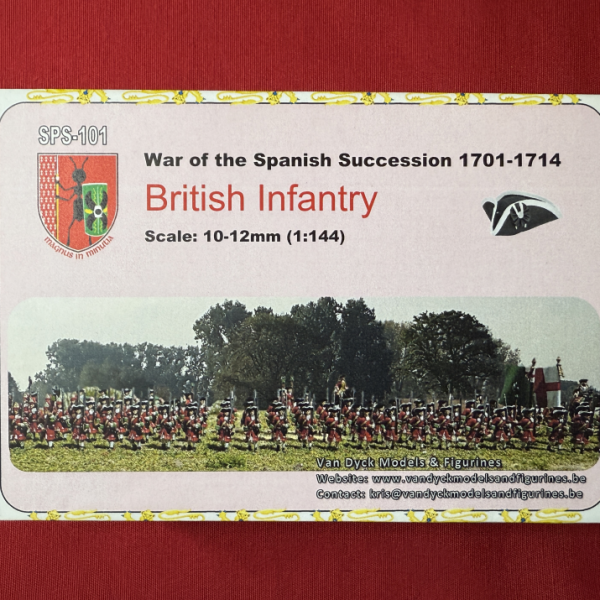 SPS-101
War of the Spanish Succession 1701-1714
British Infantry
Scale: 10-12mm (1:144)
MAGNUS IN MINUTIA
Van Dyck Models & Figurines
Website: www.vandyckmodelsandfigurines.be
Contact: kris@vandyckmodelsandfigurines.be